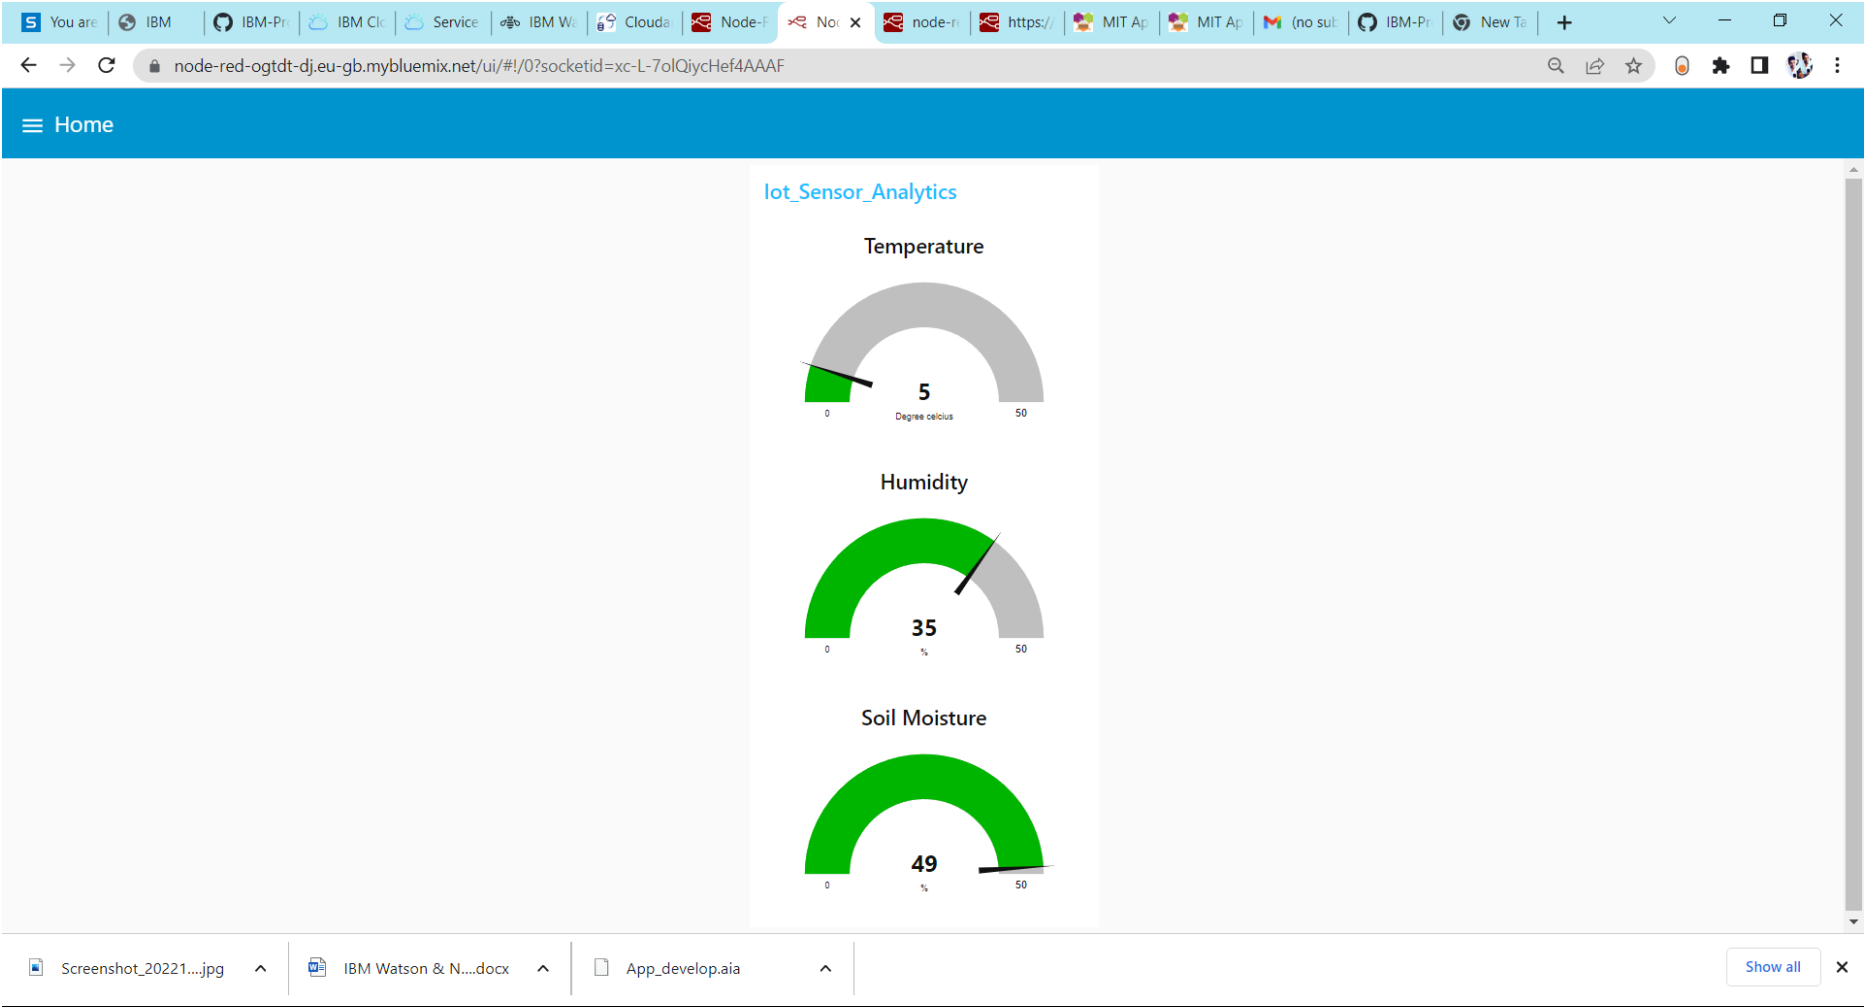 You are
IBM
IBM-Pr
IBM Clo
Service
IBM Wa
Clouda
Node-F
Noc
node-re
https://
MIT Ap
MIT Ap
(no sub
IBM-Pr
New Ta
node-red-ogtdt-dj.eu-gb.mybluemix.net/ui/#!/0?socketid=xc-L-7olQiycHef4AAAF
Home
Iot_Sensor_Analytics
Temperature
5
Degree celcius
0
50
Humidity
35
%
0
50
Soil Moisture
49
%
0
50
Screenshot_20221....jpg
IBM Watson & N....docx
App_develop.aia
Show all